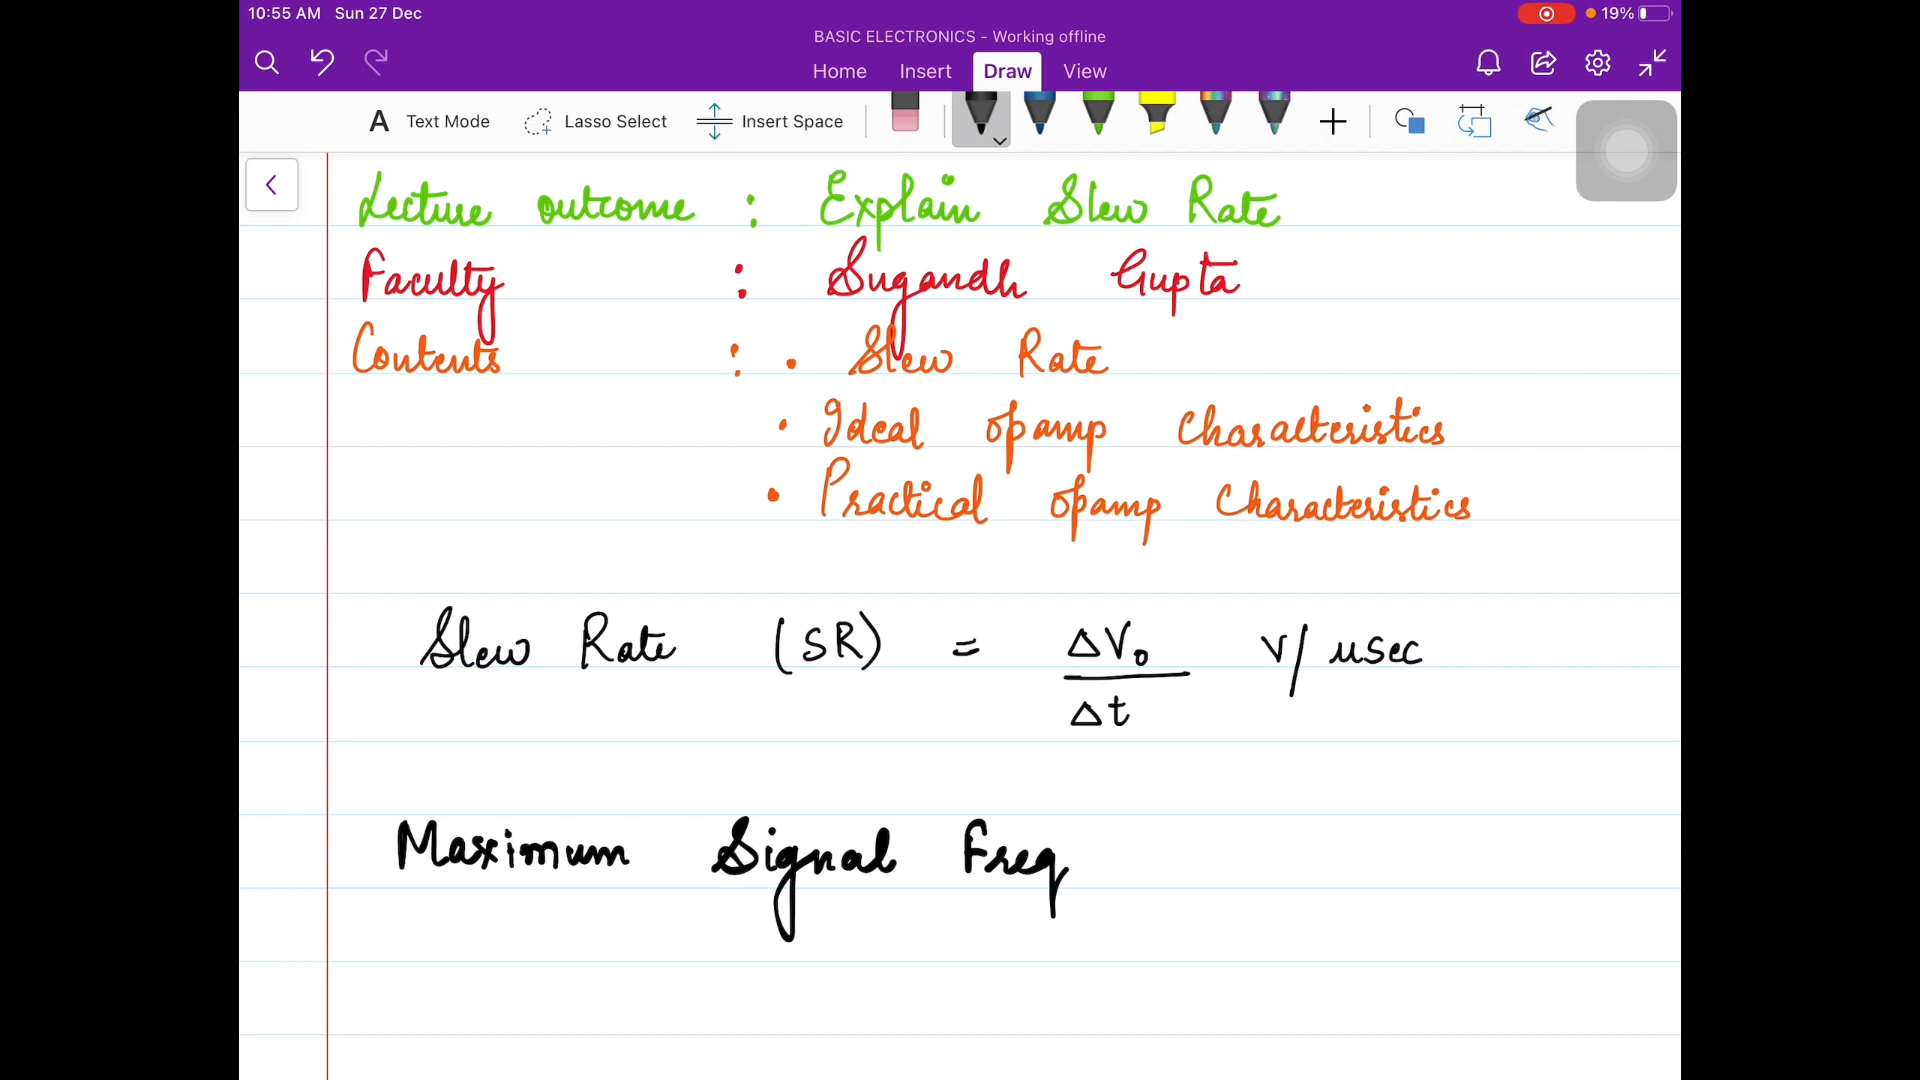 10:55 AM Sun 27 Dec 19%
BASIC ELECTRONICS - Working offline
Home Insert Draw View
A Text Mode Lasso Select Insert Space
Lecture outcome : Explain Slew Rate
Faculty : Sugandh Gupta
Contents : • Slew Rate
• Ideal opamp Characteristics
• Practical opamp Characteristics
Slew Rate (SR) = ΔV₀ / Δt V/μsec
Maximum Signal Freq